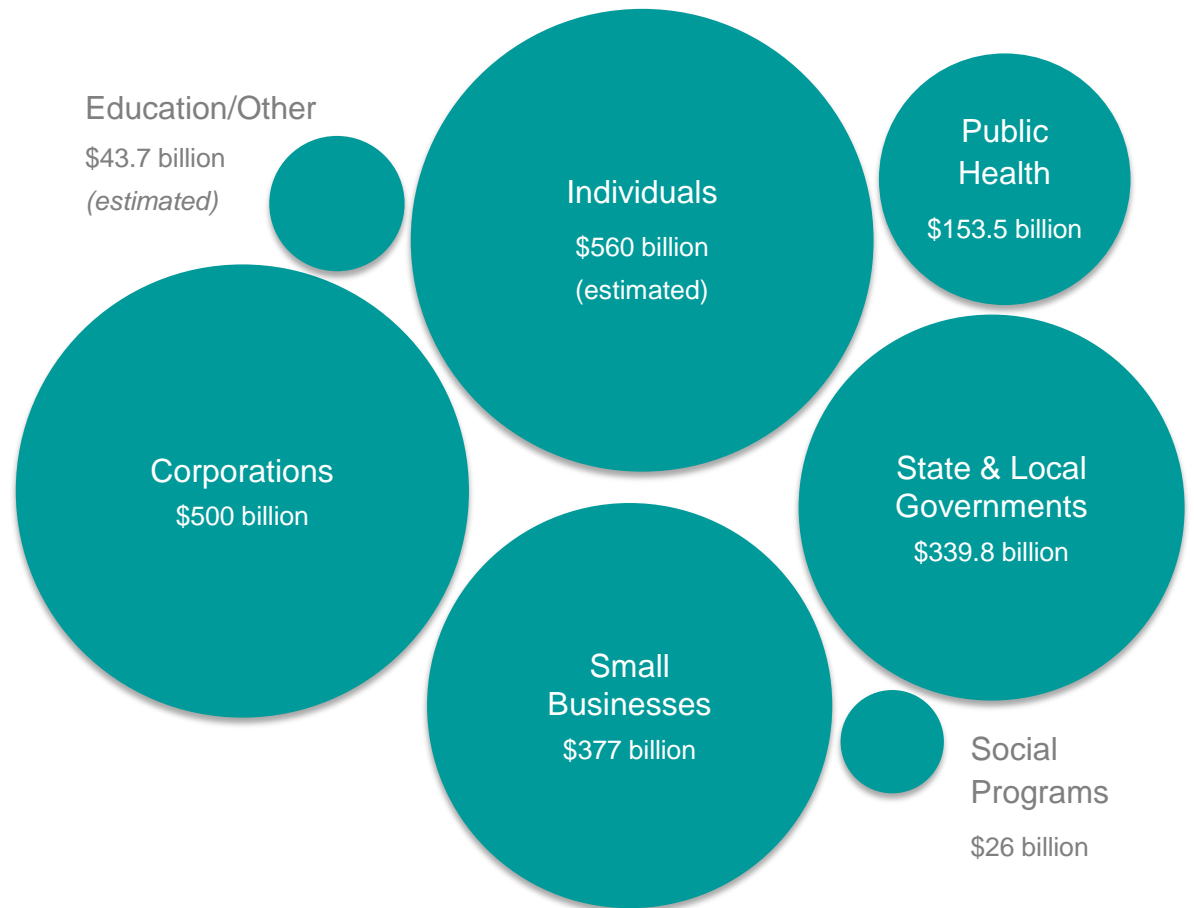 Education/Other
$43.7 billion
(estimated)
Individuals
$560 billion
(estimated)
Public
Health
$153.5 billion
Corporations
$500 billion
State & Local
Governments
$339.8 billion
Small
Businesses
$377 billion
Social
Programs
$26 billion